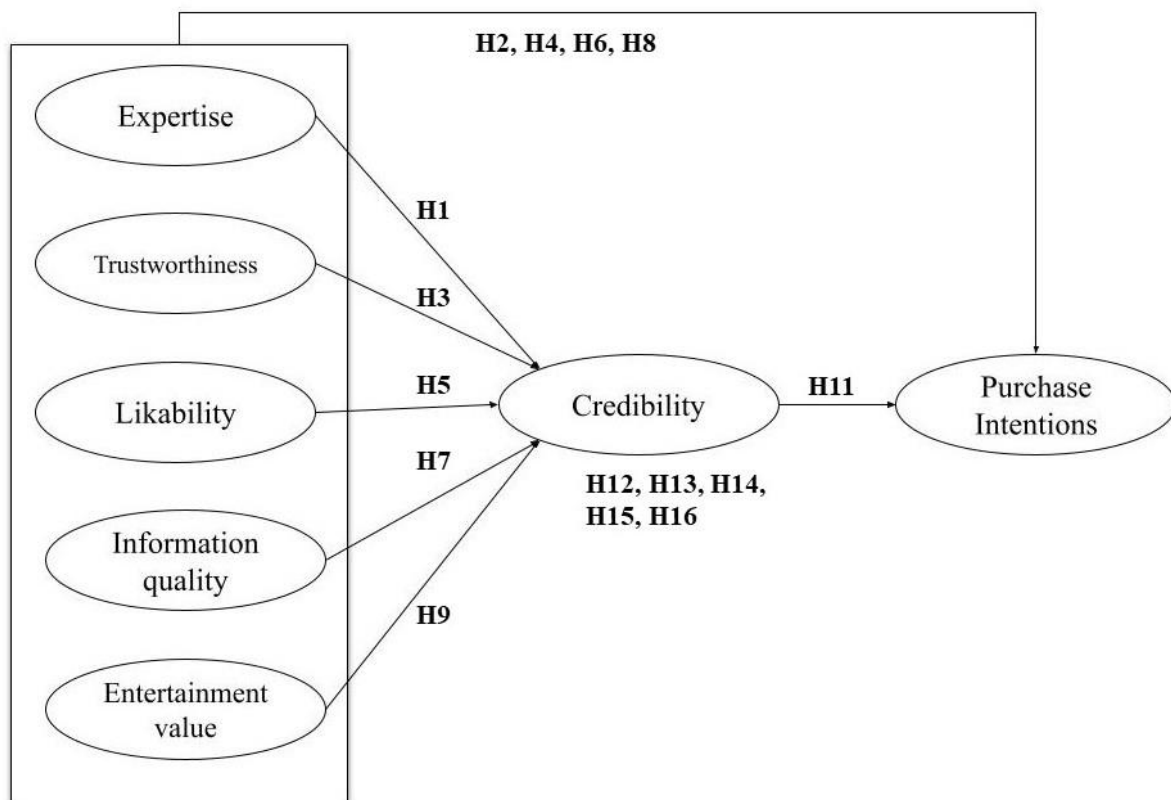 H2, H4, H6, H8
Expertise
H1
Trustworthiness
H3
Likability
H5
Credibility
H11
Purchase
Intentions
H7
H12, H13, H14,
H15, H16
Information
quality
H9
Entertainment
value